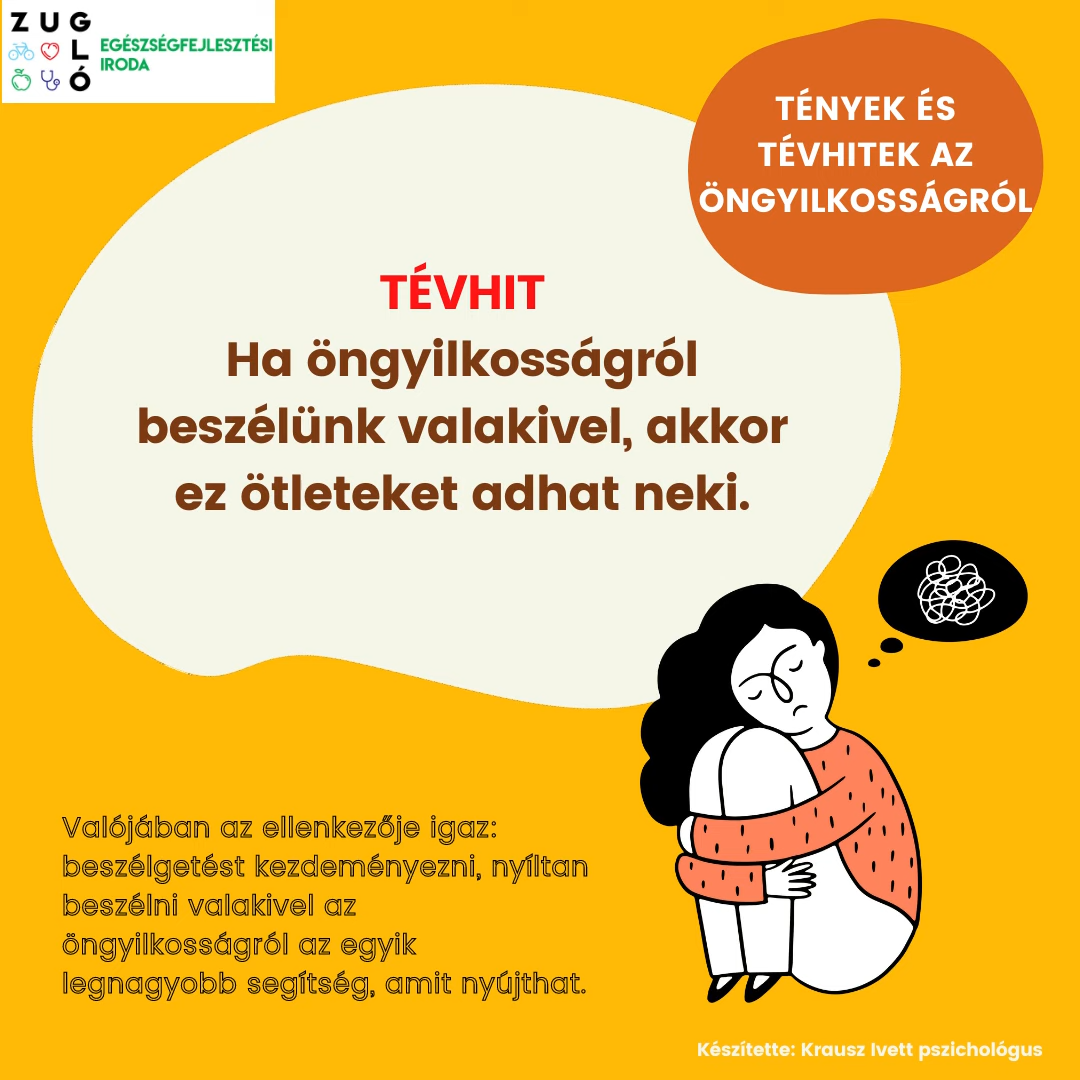 ZUGLÓ
EGÉSZSÉGFEJLESZTÉSI
IRODA
TÉNYEK ÉS
TÉVHITEK AZ
ÖNGYILKOSSÁGRÓL
TÉVHIT
Ha öngyilkosságról
beszélünk valakivel, akkor
ez ötleteket adhat neki.
Valójában az ellenkezője igaz:
beszélgetést kezdeményezni, nyíltan
beszélni valakivel az
öngyilkosságról az egyik
legnagyobb segítség, amit nyújthat.
Készítette: Krausz Ivett pszichológus